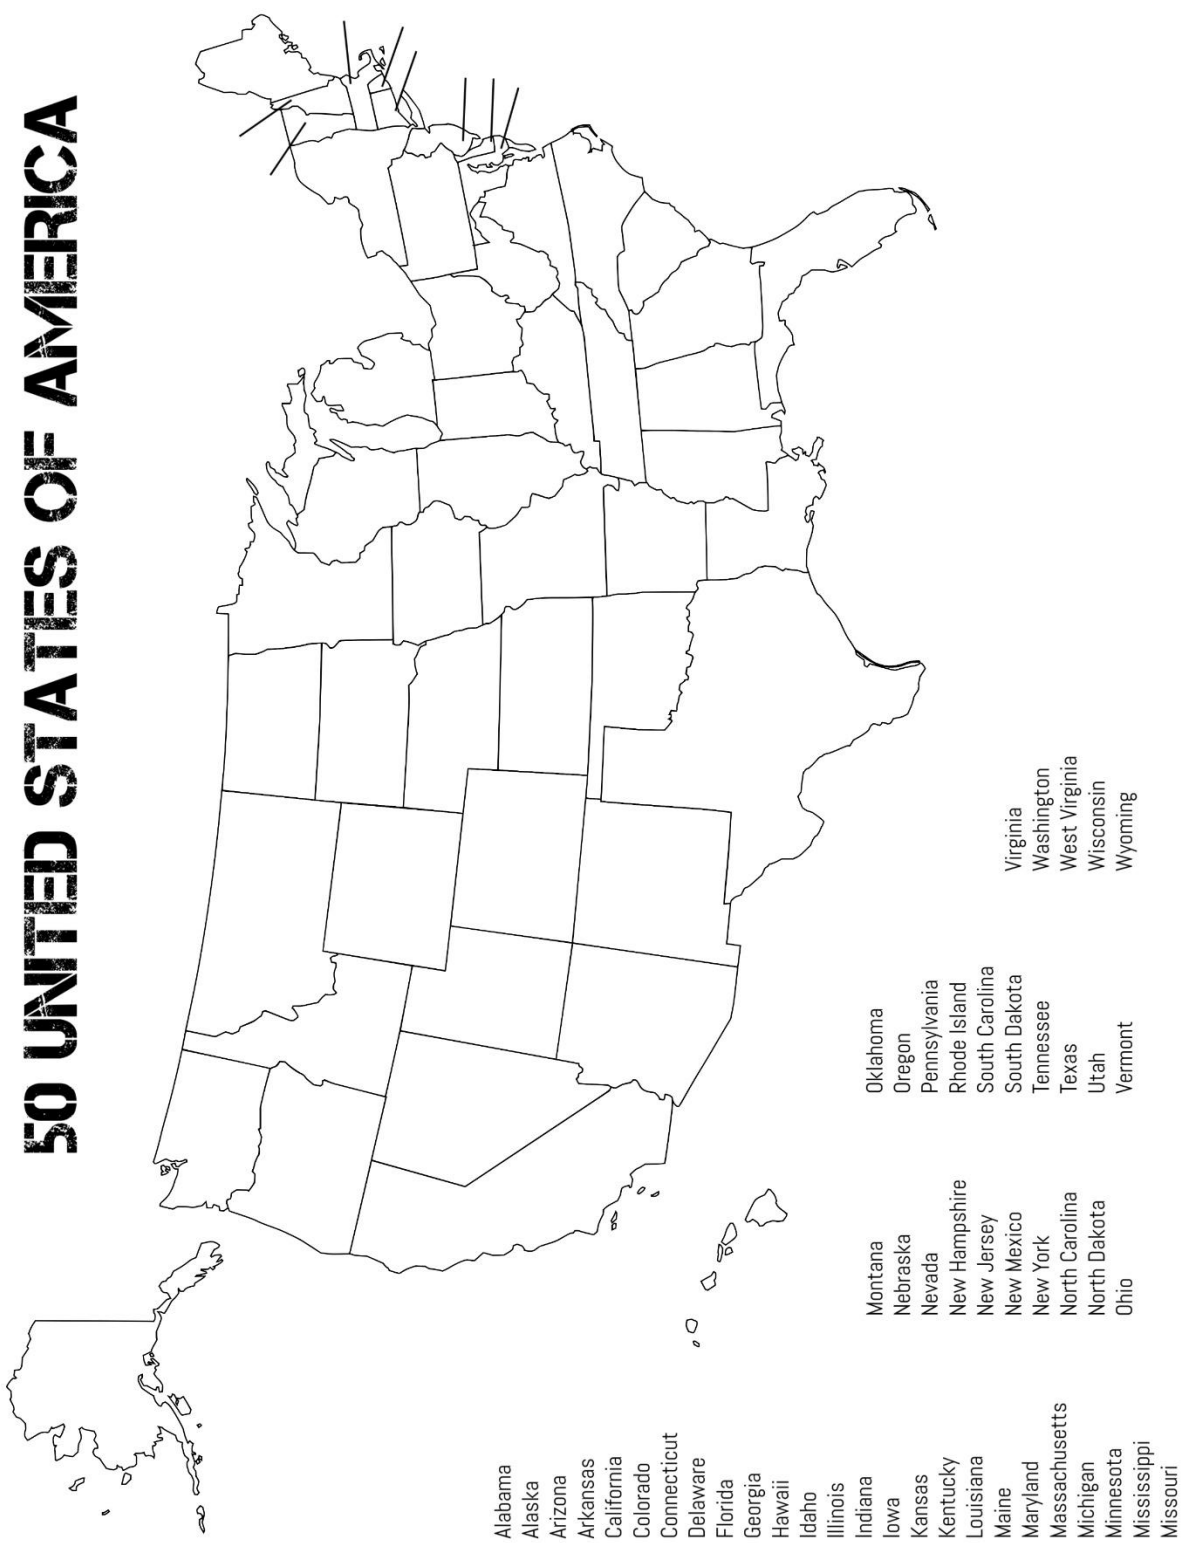 50 UNITED STATES OF AMERICA
Alabama
Alaska
Arizona
Arkansas
California
Colorado
Connecticut
Delaware
Florida
Georgia
Hawaii
Idaho
Illinois
Indiana
Iowa
Kansas
Kentucky
Louisiana
Maine
Maryland
Massachusetts
Michigan
Minnesota
Mississippi
Missouri
Montana
Nebraska
Nevada
New Hampshire
New Jersey
New Mexico
New York
North Carolina
North Dakota
Ohio
Oklahoma
Oregon
Pennsylvania
Rhode Island
South Carolina
South Dakota
Tennessee
Texas
Utah
Vermont
Virginia
Washington
West Virginia
Wisconsin
Wyoming